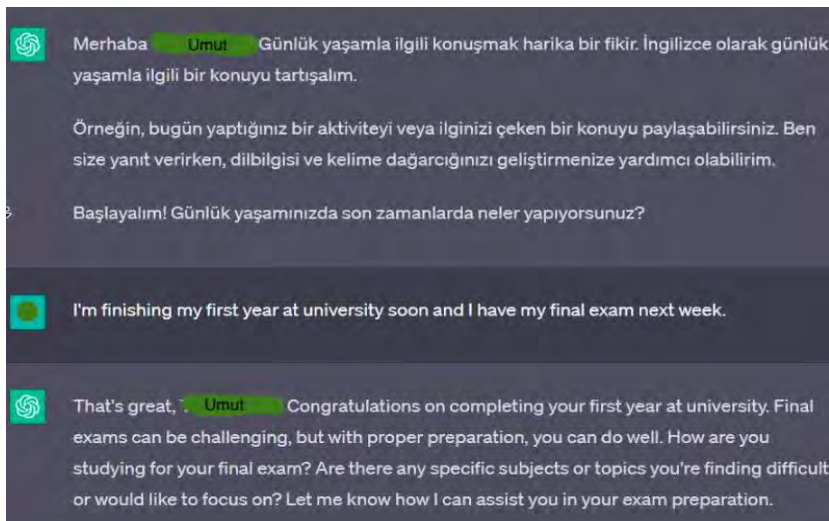 Merhaba Umut Günlük yaşamla ilgili konuşmak harika bir fikir. İngilizce olarak günlük
yaşamla ilgili bir konuyu tartışalım.
Örneğin, bugün yaptığınız bir aktiviteyi veya ilginizi çeken bir konuyu paylaşabilirsiniz. Ben
size yanıt verirken, dilbilgisi ve kelime dağarcığınızı geliştirmenize yardımcı olabilirim.
Başlayalım! Günlük yaşamınızda son zamanlarda neler yapıyorsunuz?
I'm finishing my first year at university soon and I have my final exam next week.
That's great, Umut Congratulations on completing your first year at university. Final
exams can be challenging, but with proper preparation, you can do well. How are you
studying for your final exam? Are there any specific subjects or topics you're finding difficult
or would like to focus on? Let me know how I can assist you in your exam preparation.